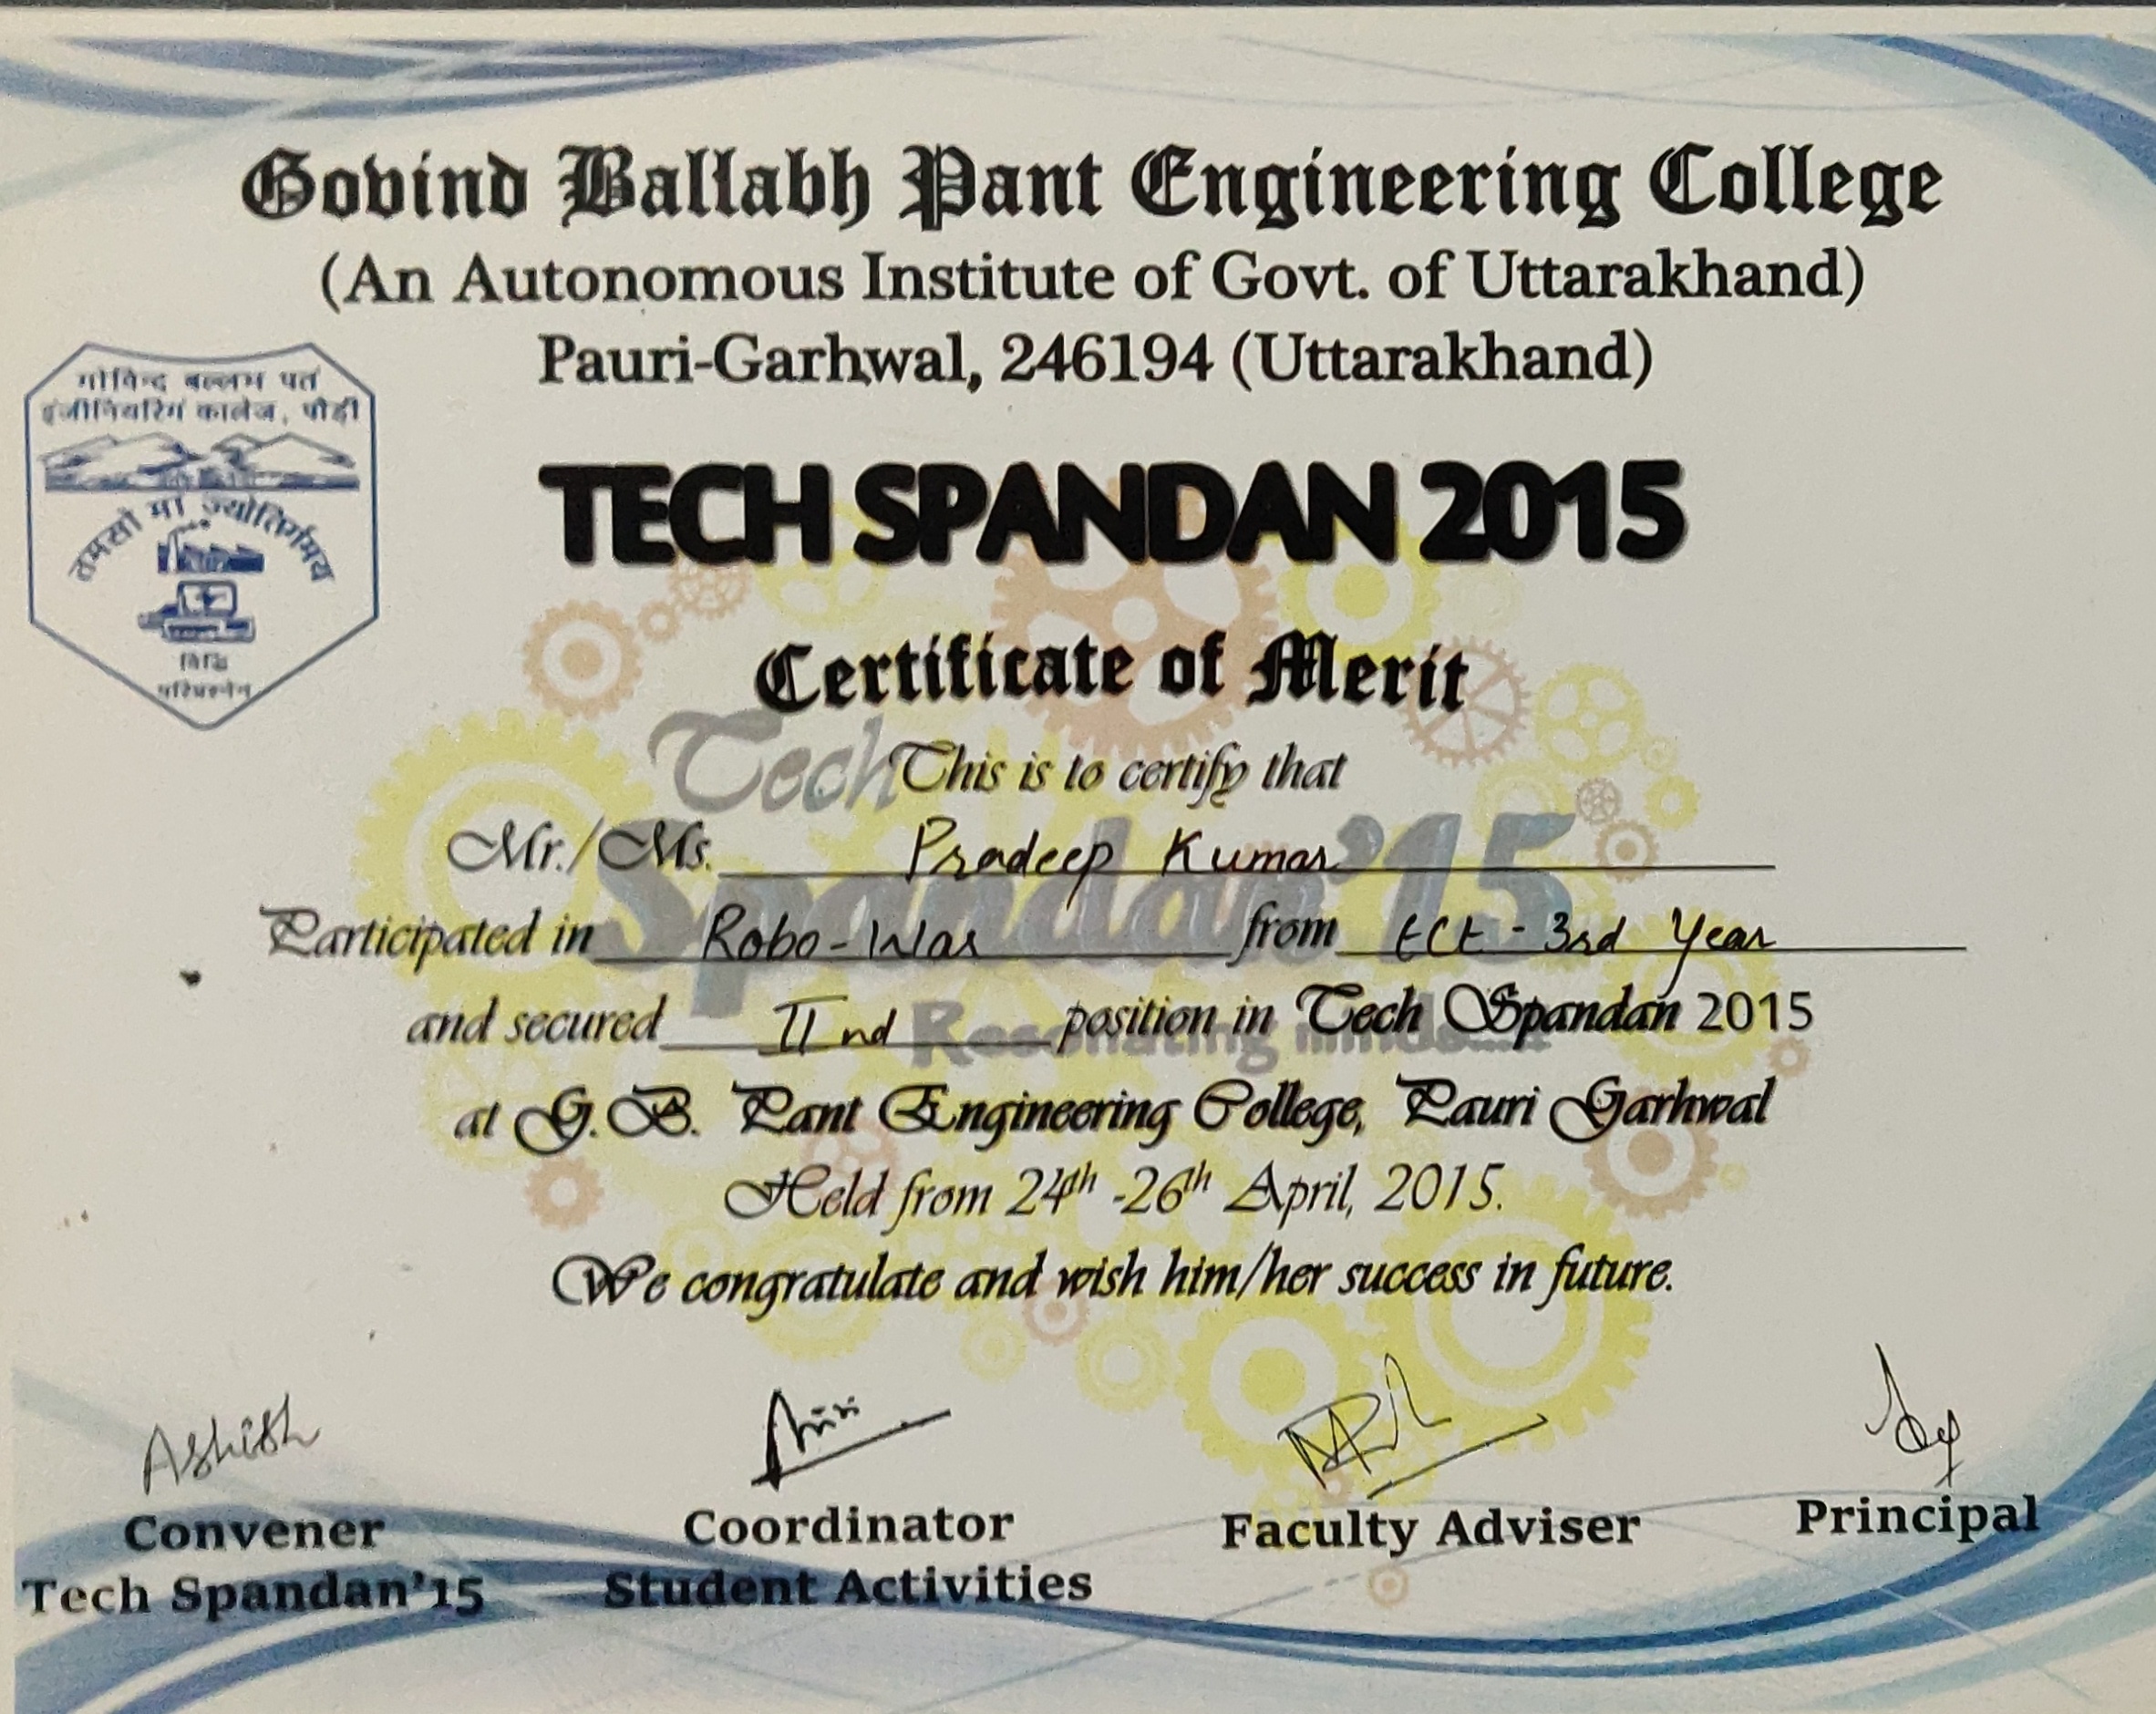 Govind Ballabh Pant Engineering College
(An Autonomous Institute of Govt. of Uttarakhand)
Pauri-Garhwal, 246194 (Uttarakhand)
गोविन्द बल्लभ पंत
इंजीनियरिंग कालेज, पौड़ी
तमसो मा ज्योतिर्गमय
विद्धि
परिप्रश्नेन
TECH SPANDAN 2015
Certificate of Merit
Tech
Spandan'15
Resonating minds....
This is to certify that
Mr./Ms. Pradeep Kumar
Participated in Robo-War from ECE - 3rd Year
and secured IInd position in Tech Spandan 2015
at G.B. Pant Engineering College, Pauri Garhwal
Held from 24th -26th April, 2015.
We congratulate and wish him/her success in future.
Ashish
Convener
Tech Spandan'15
Coordinator
Student Activities
Faculty Adviser
Principal